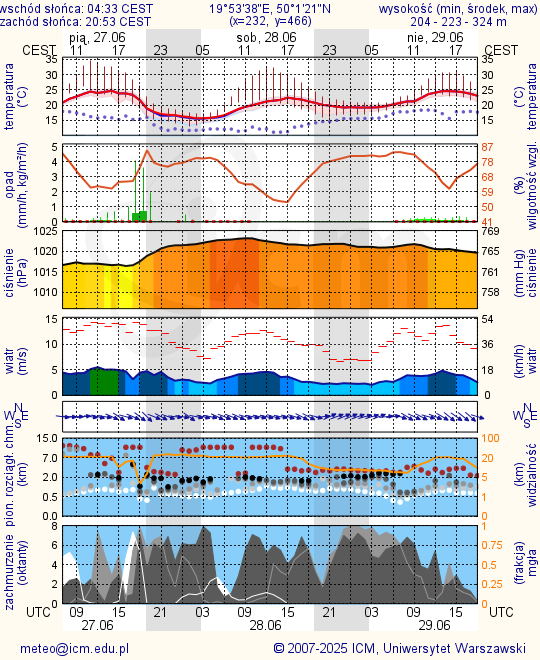 wschód słońca: 04:33 CEST 19°53'38"E, 50°1'21"N wysokość (min, środek, max)
zachód słońca: 20:53 CEST (x=232, y=466) 204 - 223 - 324 m
pią, 27.06 sob, 28.06 nie, 29.06
CEST 11 17 23 05 11 17 23 05 11 17 CEST
temperatura (°C) 35 30 25 20 15 35 30 25 20 15 (°C) temperatura
opad (mm/h, kg/m²/h) 5 4 3 2 1 0 87 78 68 59 50 41 (%) wilgotność wzgl.
ciśnienie (hPa) 1025 1020 1015 1010 769 765 761 758 (mm Hg) ciśnienie
wiatr (m/s) 15 10 5 0 54 36 18 0 (km/h) wiatr
N W E S N W E S
pion. rozciągł. chm. (km) 15.0 7.0 2.0 0.5 0.0 100 20 5 1 0 (km) widzialność
zachmurzenie (oktanty) 8 6 4 2 0 1 0.75 0.5 0.25 0 (frakcja) mgła
UTC 09 15 21 03 09 15 21 03 09 15 UTC
27.06 28.06 29.06
meteo@icm.edu.pl © 2007-2025 ICM, Uniwersytet Warszawski